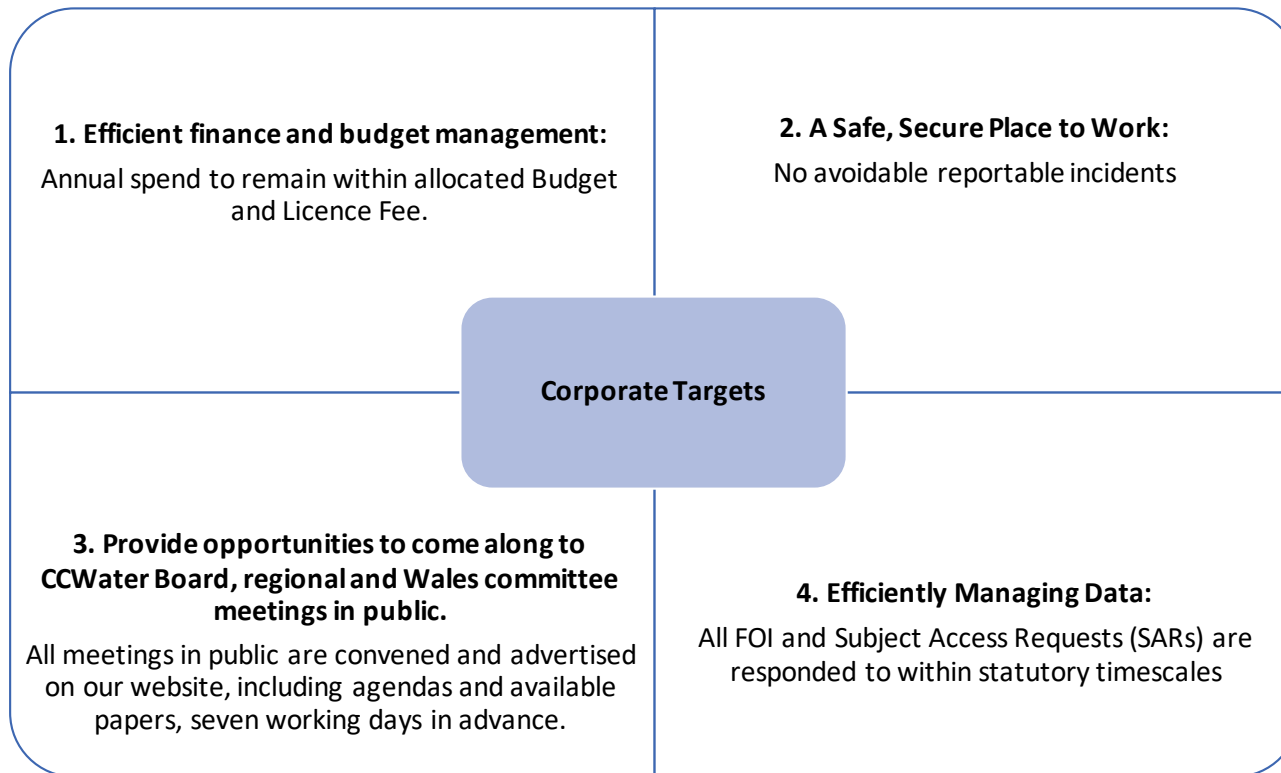 1. Efficient finance and budget management:
Annual spend to remain within allocated Budget
and Licence Fee.
2. A Safe, Secure Place to Work:
No avoidable reportable incidents
Corporate Targets
3. Provide opportunities to come along to
CCWater Board, regional and Wales committee
meetings in public.
All meetings in public are convened and advertised
on our website, including agendas and available
papers, seven working days in advance.
4. Efficiently Managing Data:
All FOI and Subject Access Requests (SARs) are
responded to within statutory timescales